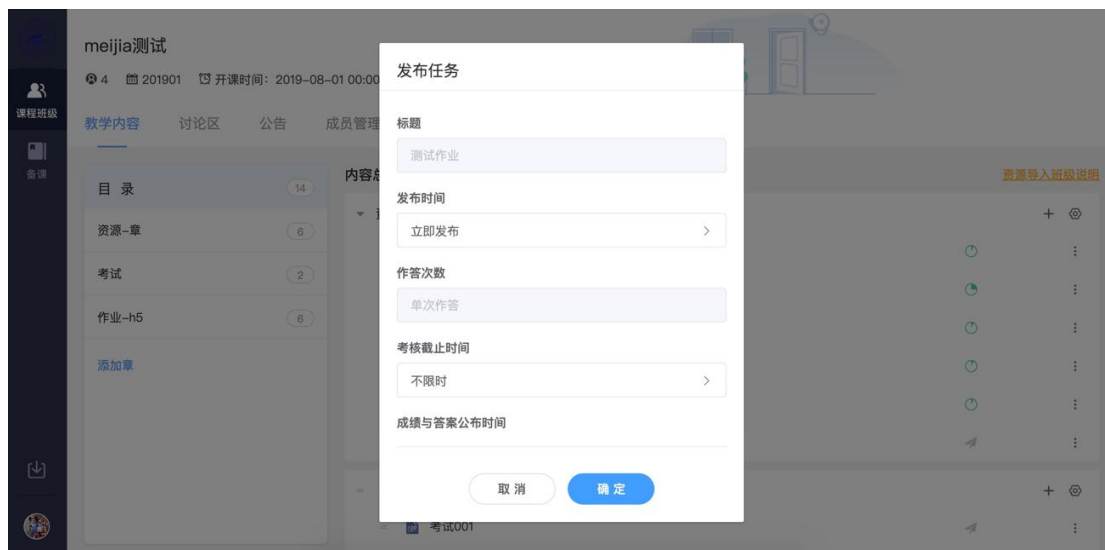 meijia测试
4 201901 开课时间：2019-08-01 00:00
课程班级
教学内容 讨论区 公告 成员管理
备课
目 录 14
资源-章 6
考试 2
作业-h5 6
添加章
内容总
资源导入班级说明
发布任务
标题
测试作业
发布时间
立即发布
作答次数
单次作答
考核截止时间
不限时
成绩与答案公布时间
取 消 确 定
考试001